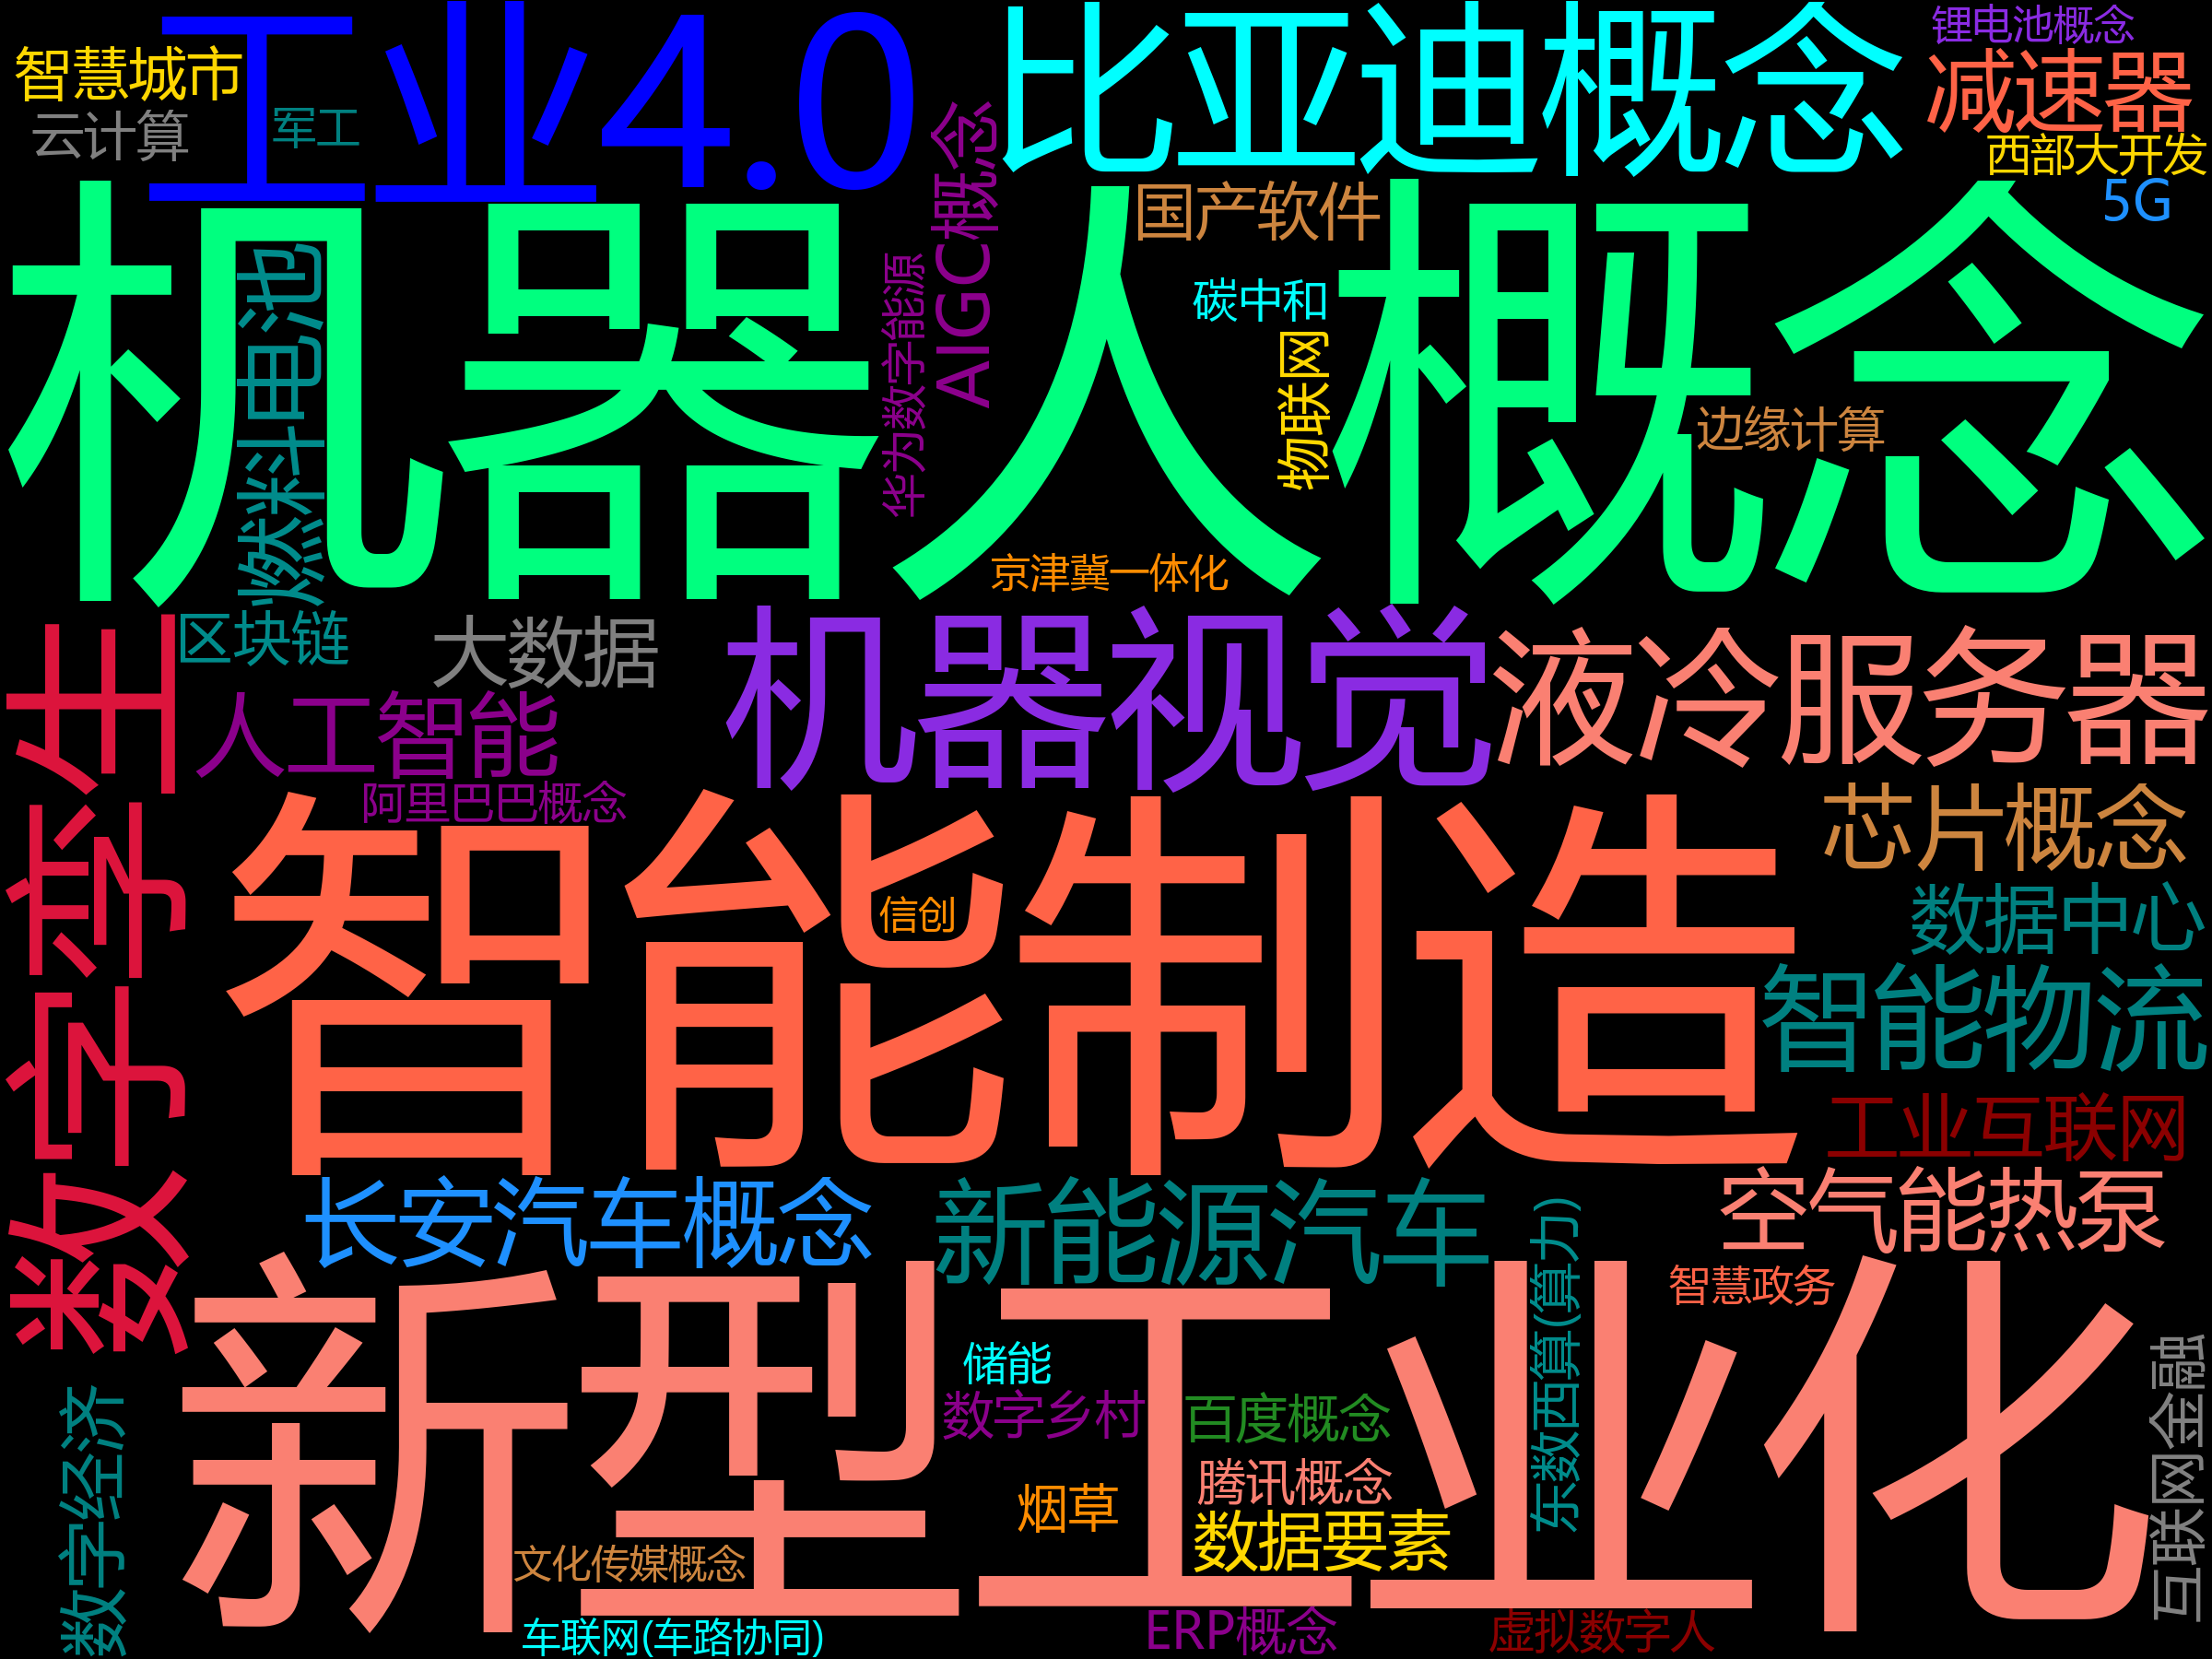 工业4.0
比亚迪概念
锂电池概念
智慧城市
减速器
云计算
军工
西部大开发
5G
AIGC概念
国产软件
机器人概念
燃料电池
华为数字能源
碳中和
物联网
边缘计算
京津冀一体化
区块链
大数据
机器视觉
液冷服务器
数字孪生
人工智能
阿里巴巴概念
芯片概念
智能制造
信创
数据中心
智能物流
工业互联网
长安汽车概念
新能源汽车
空气能热泵
东数西算(算力)
智慧政务
新型工业化
储能
数字乡村
百度概念
互联网金融
数字经济
腾讯概念
烟草
数据要素
文化传媒概念
车联网(车路协同)
ERP概念
虚拟数字人